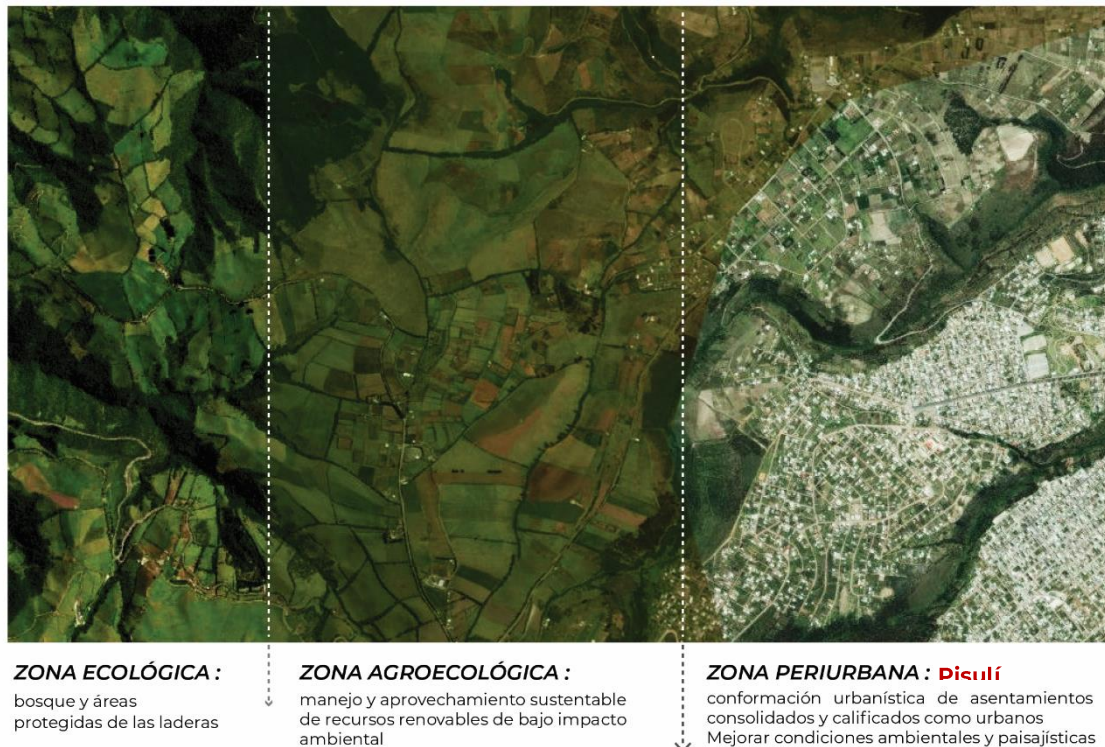 ZONA ECOLÓGICA :
bosque y áreas
protegidas de las laderas
ZONA AGROECOLÓGICA :
manejo y aprovechamiento sustentable
de recursos renovables de bajo impacto
ambiental
ZONA PERIURBANA : Pisulí
conformación urbanística de asentamientos
consolidados y calificados como urbanos
Mejorar condiciones ambientales y paisajísticas